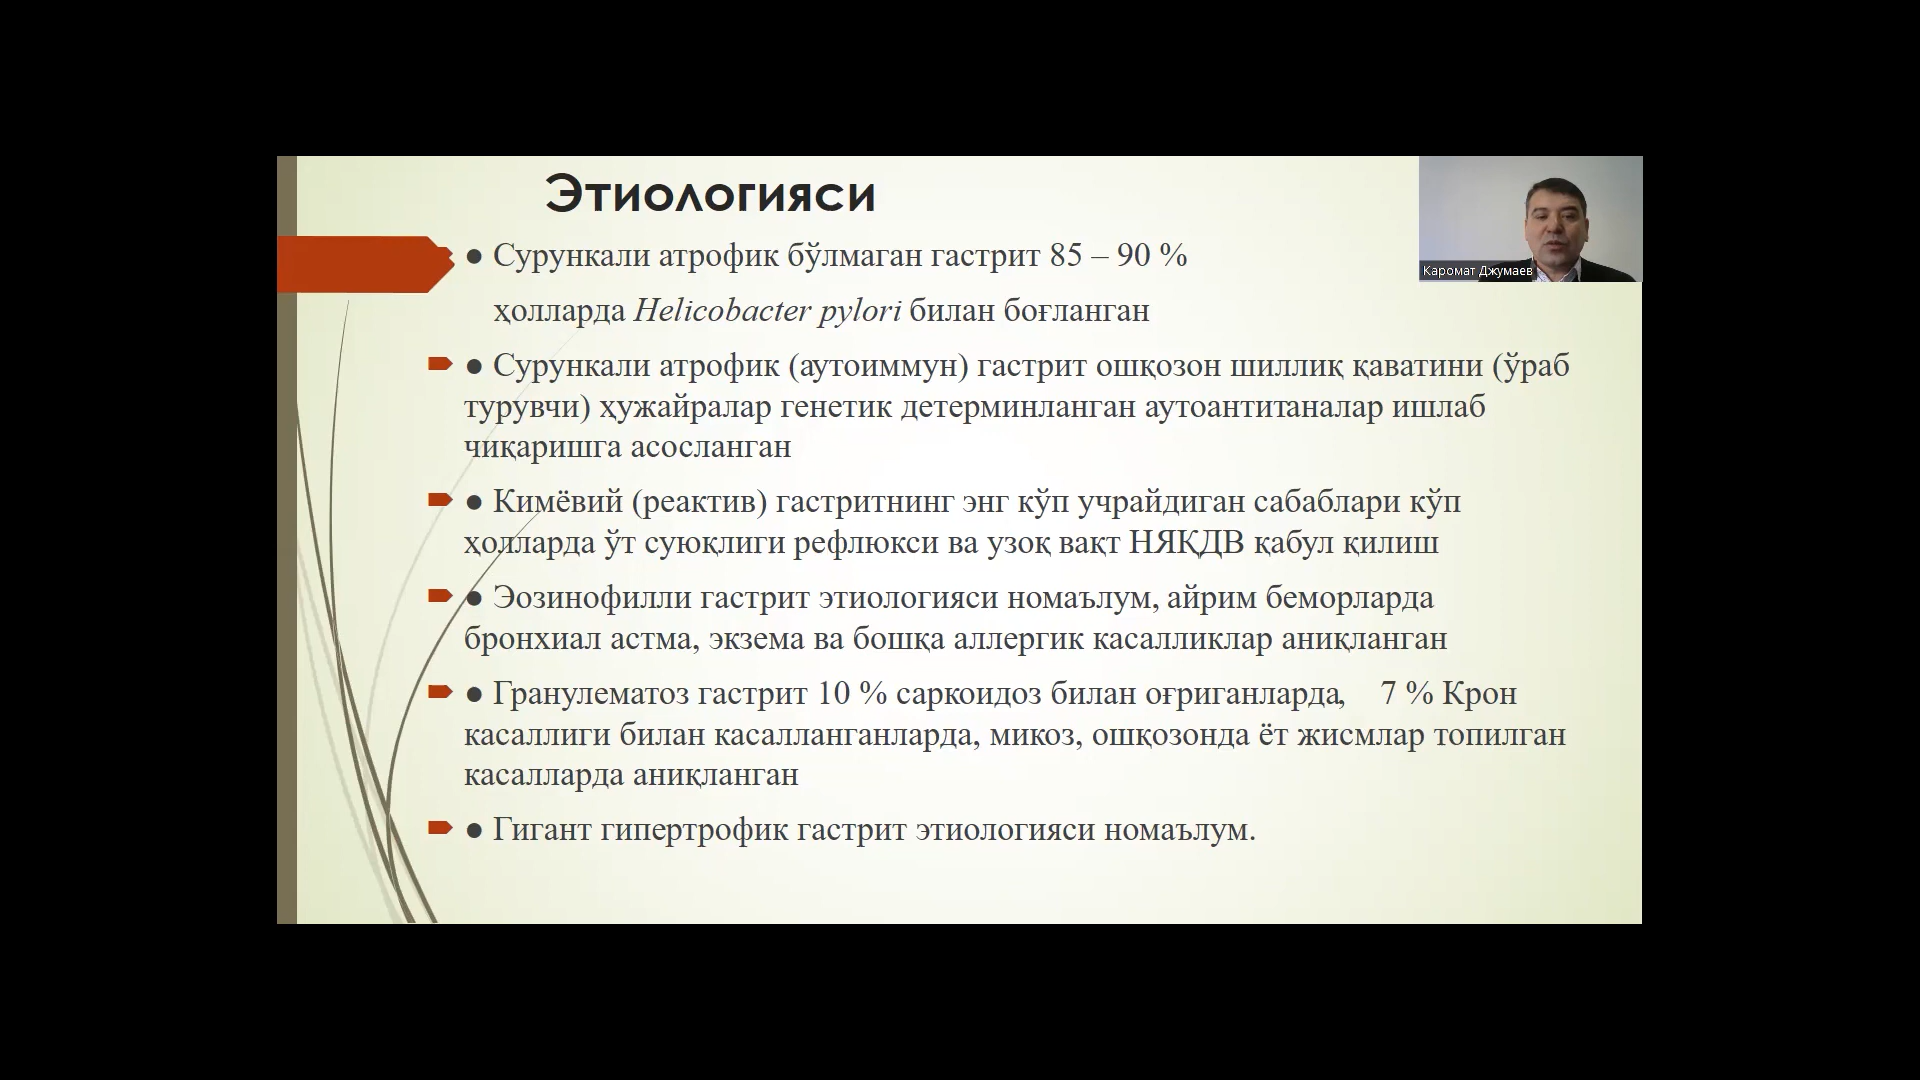 Этиологияси
● Сурункали атрофик бўлмаган гастрит 85 – 90 %
ҳолларда Helicobacter pylori билан боғланган
● Сурункали атрофик (аутоиммун) гастрит ошқозон шиллиқ қаватини (ўраб
турувчи) ҳужайралар генетик детерминланган аутоантитаналар ишлаб
чиқаришга асосланган
● Кимёвий (реактив) гастритнинг энг кўп учрайдиган сабаблари кўп
ҳолларда ўт суюқлиги рефлюкси ва узоқ вақт НЯҚДВ қабул қилиш
● Эозинофилли гастрит этиологияси номаълум, айрим беморларда
бронхиал астма, экзема ва бошқа аллергик касалликлар аниқланган
● Гранулематоз гастрит 10 % саркоидоз билан оғриганларда, 7 % Крон
касаллиги билан касалланганларда, микоз, ошқозонда ёт жисмлар топилган
касалларда аниқланган
● Гигант гипертрофик гастрит этиологияси номаълум.
Каромат Джумаев